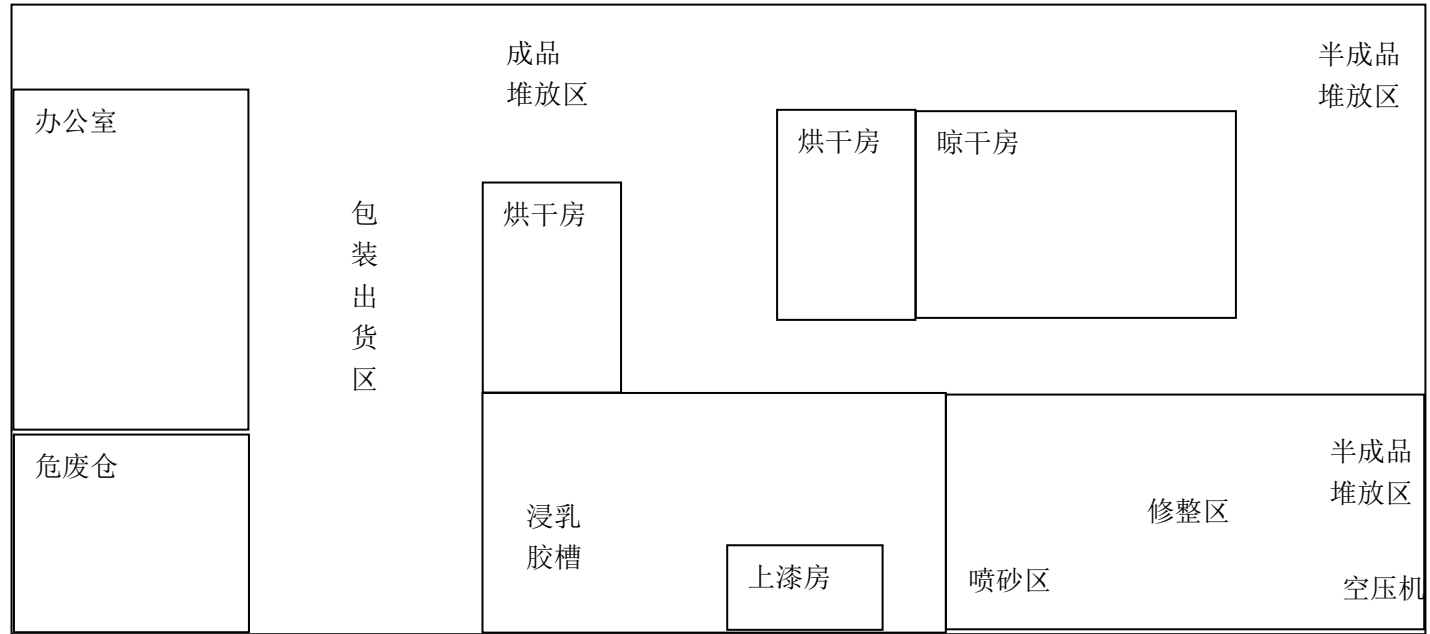 成品
堆放区
半成品
堆放区
办公室
烘干房
晾干房
包
装
出
货
区
烘干房
危废仓
浸乳
胶槽
上漆房
喷砂区
修整区
半成品
堆放区
空压机